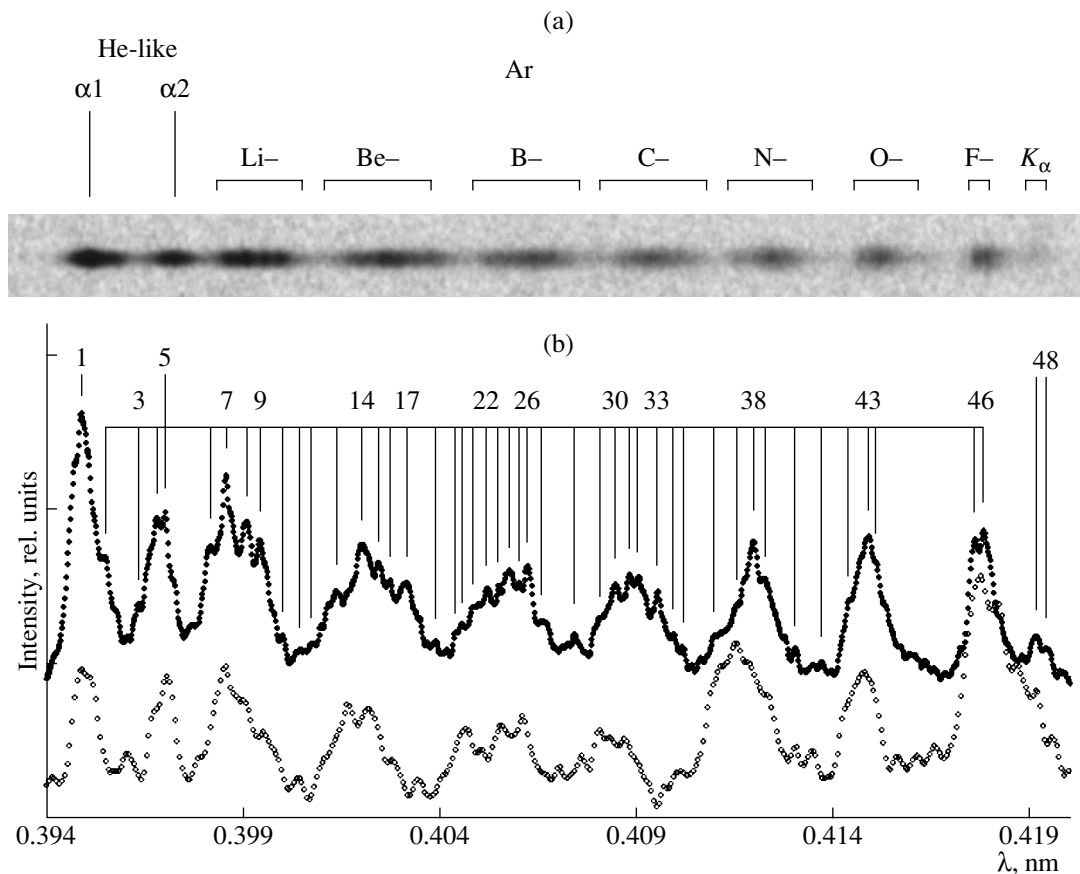 (a)
He-like
Ar
α1 α2
Li– Be– B– C– N– O– F– Kα
(b)
1 5 48
3 7 9 14 17 22 26 30 33 38 43 46
Intensity, rel. units
0.394 0.399 0.404 0.409 0.414 0.419
λ, nm